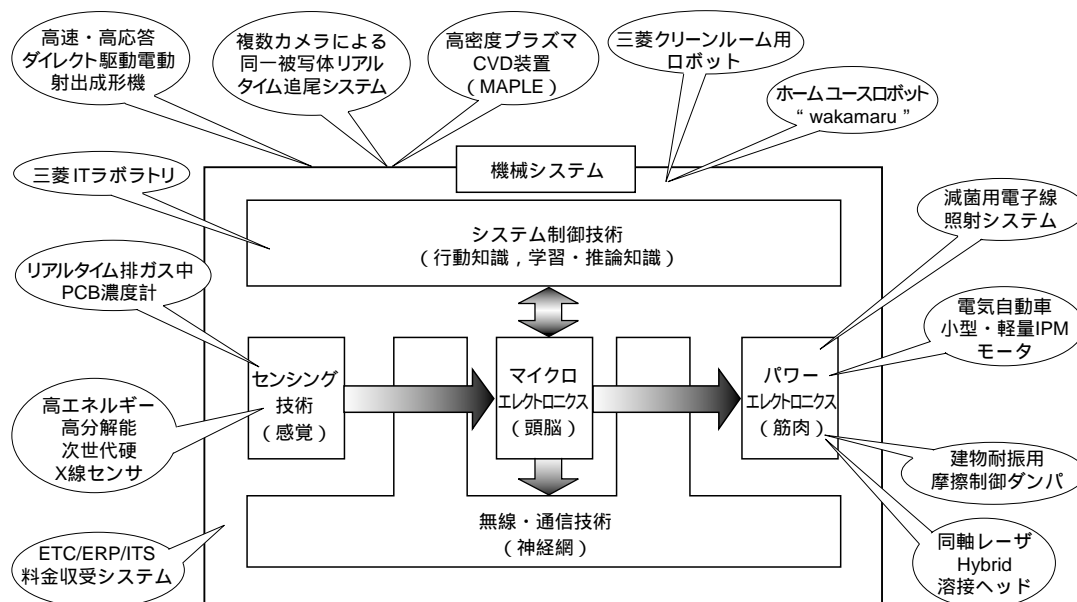 高速・高応答
ダイレクト駆動電動
射出成形機
複数カメラによる
同一被写体リアル
タイム追尾システム
高密度プラズマ
CVD装置
(MAPLE)
三菱クリーンルーム用
ロボット
ホームユースロボット
“wakamaru”
機械システム
三菱ITラボラトリ
システム制御技術
(行動知識,学習・推論知識)
滅菌用電子線
照射システム
リアルタイム排ガス中
PCB濃度計
電気自動車
小型・軽量IPM
モータ
センシング
技術
(感覚)
マイクロ
エレクトロニクス
(頭脳)
パワー
エレクトロニクス
(筋肉)
高エネルギー
高分解能
次世代硬
X線センサ
建物耐振用
摩擦制御ダンパ
無線・通信技術
(神経網)
ETC/ERP/ITS
料金収受システム
同軸レーザ
Hybrid
溶接ヘッド